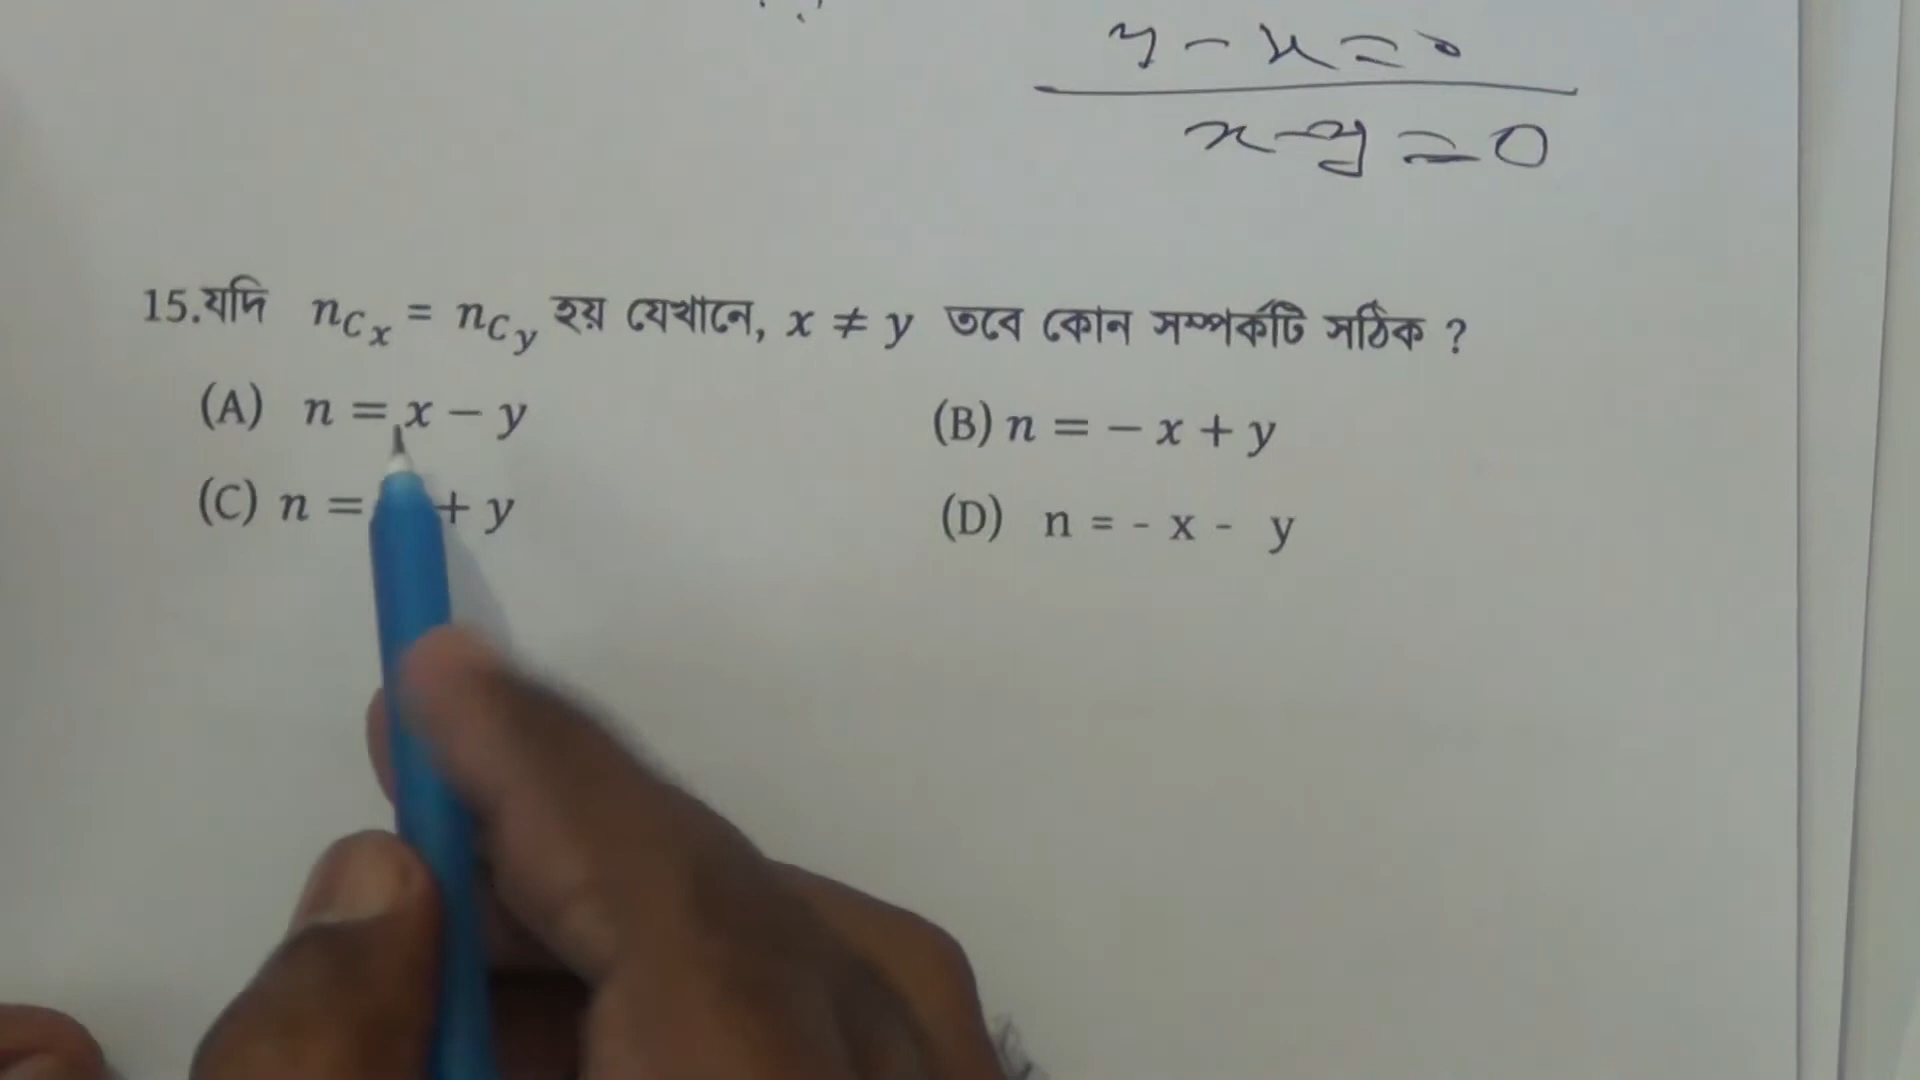 y - x = 0
x - y = 0
15.যদি nCx = nCy হয় যেখানে, x ≠ y তবে কোন সম্পর্কটি সঠিক ?
(A) n = x − y (B) n = − x + y
(C) n = + y (D) n = - x - y